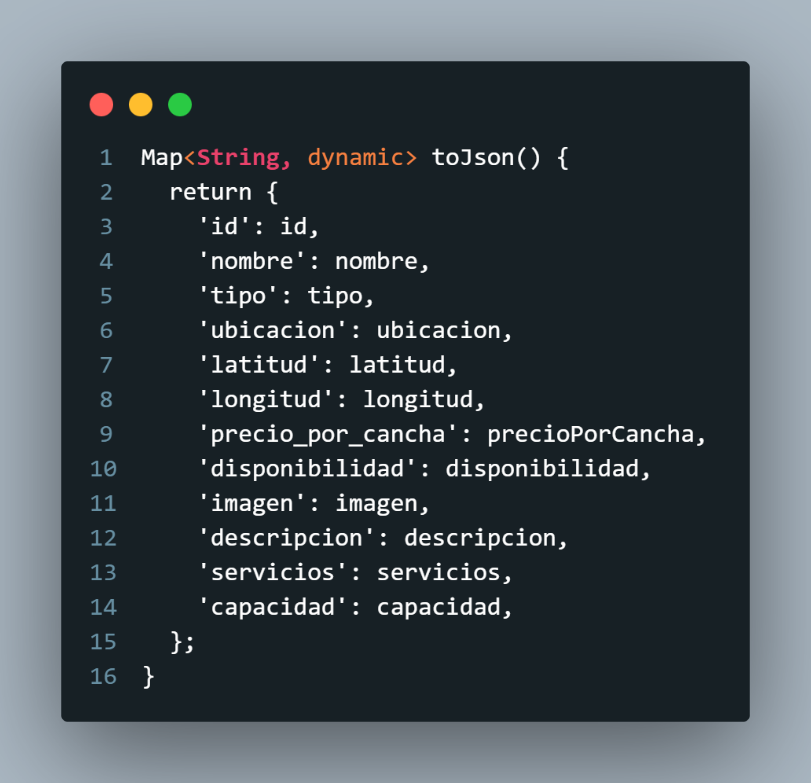 1 Map<String, dynamic> toJson() {
2   return {
3     'id': id,
4     'nombre': nombre,
5     'tipo': tipo,
6     'ubicacion': ubicacion,
7     'latitud': latitud,
8     'longitud': longitud,
9     'precio_por_cancha': precioPorCancha,
10     'disponibilidad': disponibilidad,
11     'imagen': imagen,
12     'descripcion': descripcion,
13     'servicios': servicios,
14     'capacidad': capacidad,
15   };
16 }